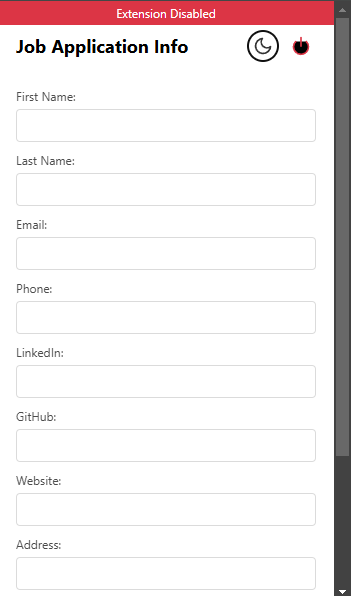 Extension Disabled
Job Application Info
First Name:
Last Name:
Email:
Phone:
LinkedIn:
GitHub:
Website:
Address: